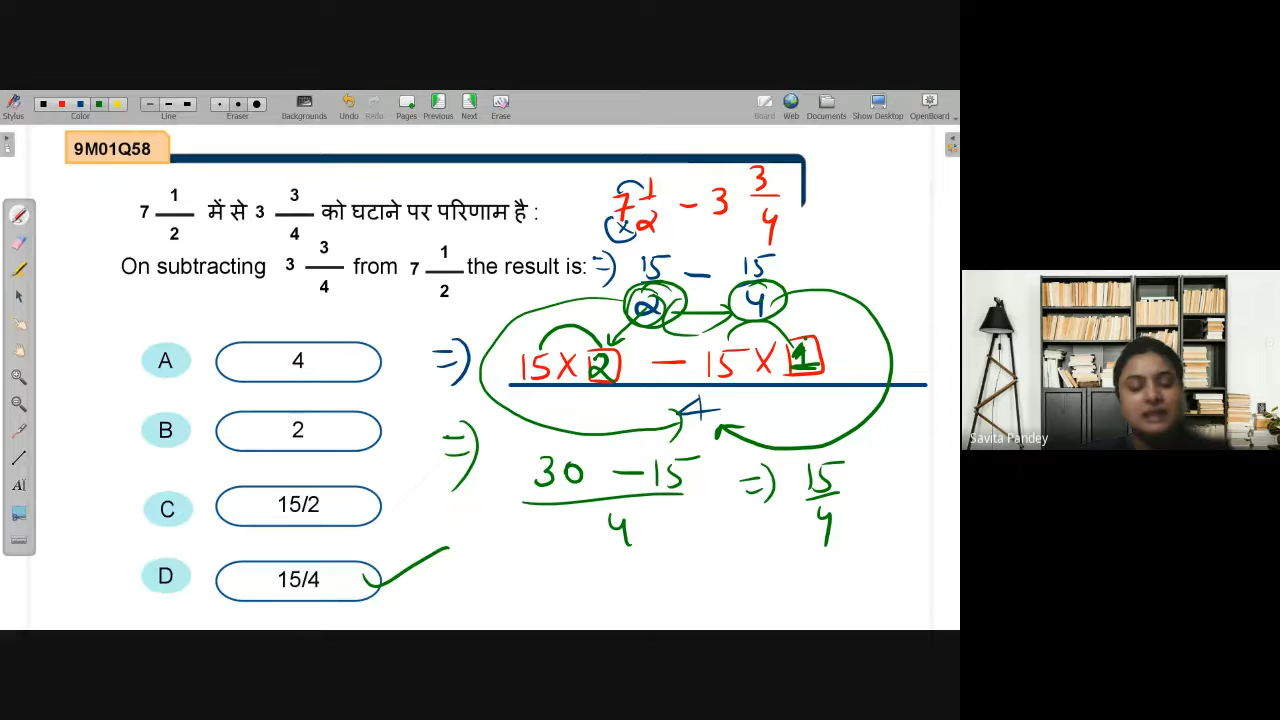 Stylus Color Line Eraser Backgrounds Undo Redo Pages Previous Next Erase Board Web Documents Show Desktop OpenBoard
9M01Q58
7 1/2 में से 3 3/4 को घटाने पर परिणाम है :
On subtracting 3 3/4 from 7 1/2 the result is:
A 4
B 2
C 15/2
D 15/4
7 1/2 - 3 3/4
=) 15/2 - 15/4
=) 15 x 2 - 15 x 1
4
=) 30 - 15 / 4 =) 15/4
Savita Pandey